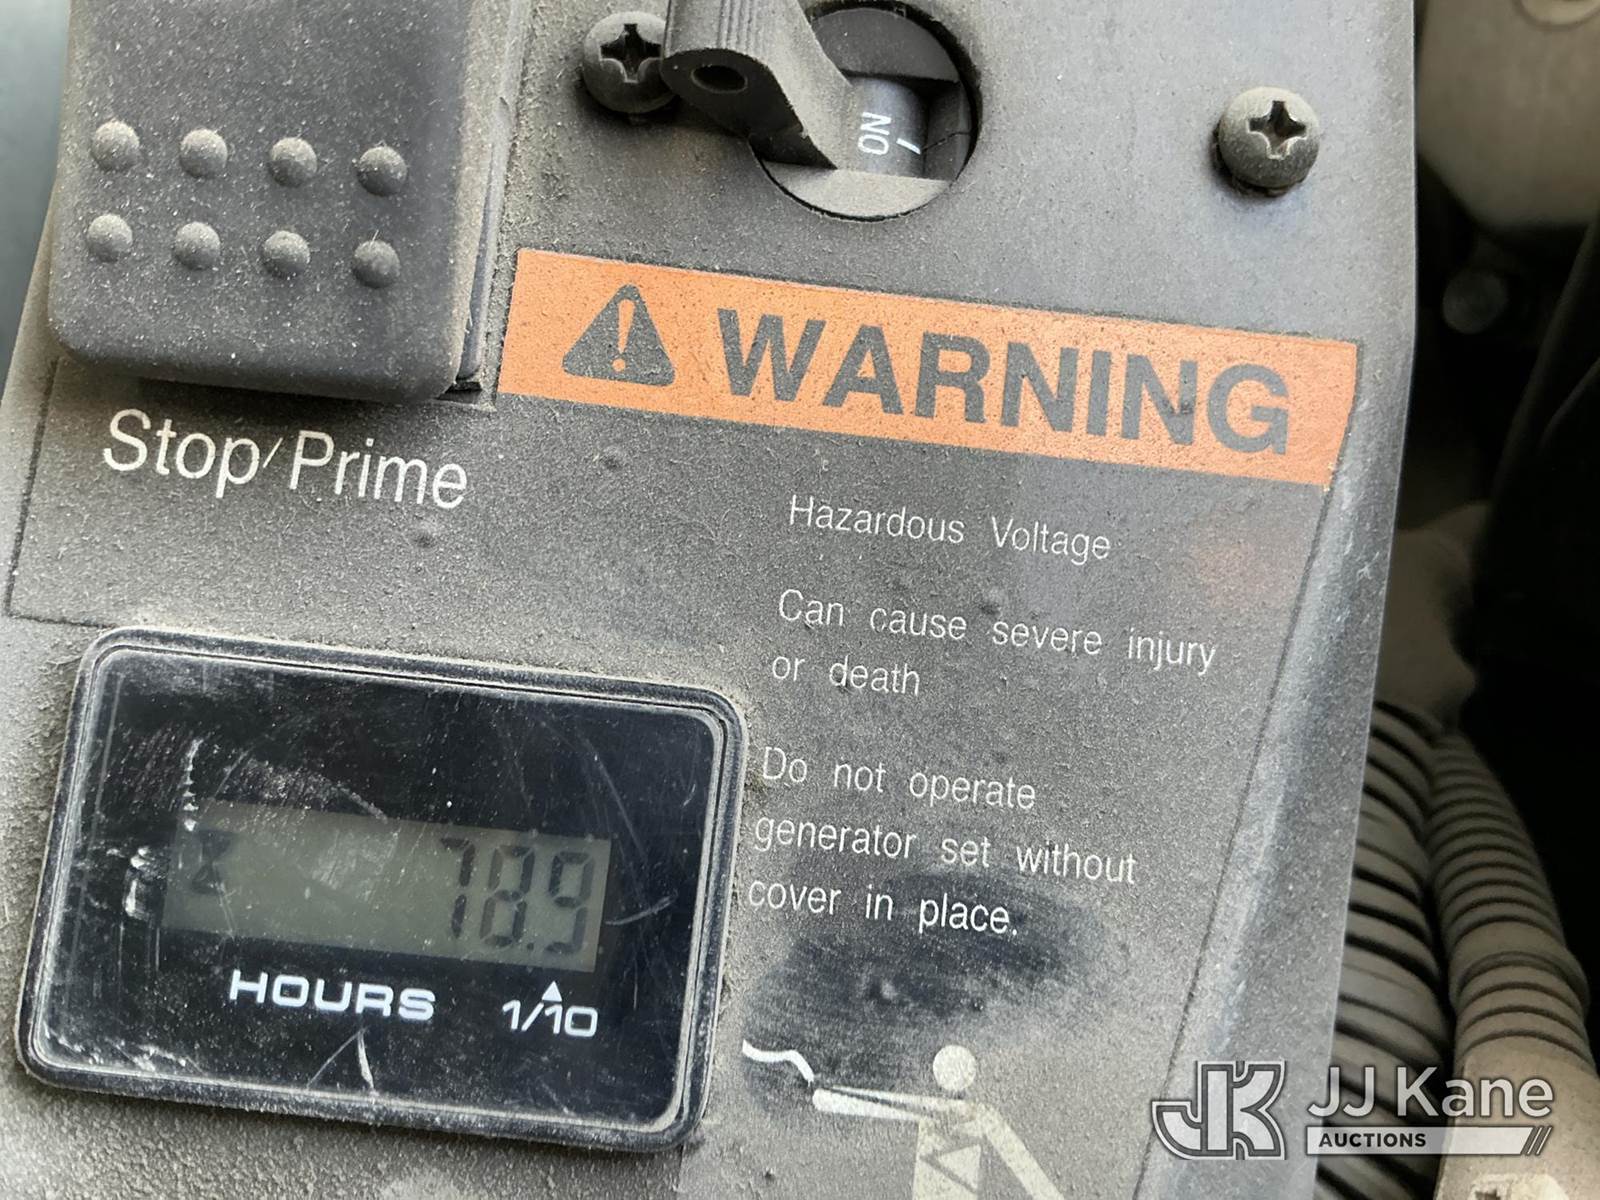 ON
WARNING
Stop/Prime
Hazardous Voltage
Can cause severe injury
or death
Do not operate
generator set without
cover in place.
78.9
HOURS 1/10
JK JJ Kane
AUCTIONS